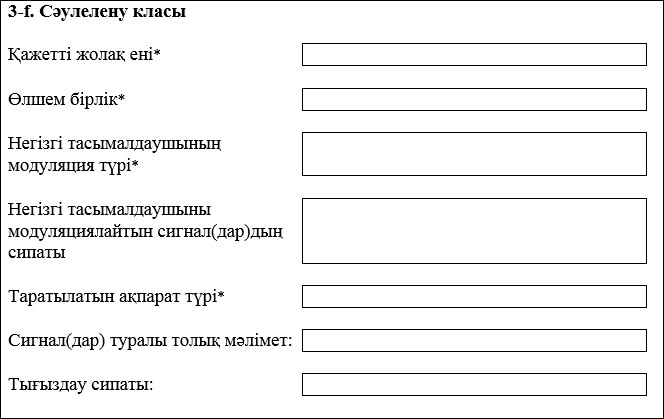 3-f. Сәулелену класы
Қажетті жолақ ені*
Өлшем бірлік*
Негізгі тасымалдаушының
модуляция түрі*
Негізгі тасымалдаушыны
модуляциялайтын сигнал(дар)дың
сипаты
Таратылатын ақпарат түрі*
Сигнал(дар) туралы толық мәлімет:
Тығыздау сипаты: